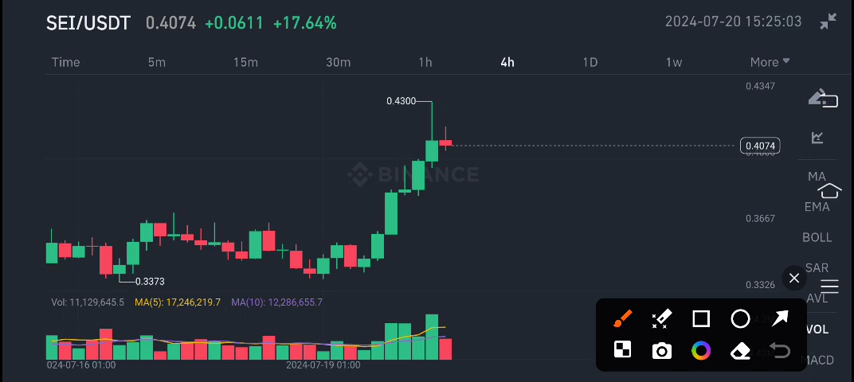 SEI/USDT 0.4074 +0.0611 +17.64% 2024-07-20 15:25:03
Time 5m 15m 30m 1h 4h 1D 1w More
0.4347
0.4300
0.4074
BINANCE
MA
EMA
0.3667
BOLL
SAR
0.3373
0.3326
AVL
Vol: 11,129,645.5 MA(5): 17,246,219.7 MA(10): 12,286,655.7
VOL
MACD
024-07-16 01:00 2024-07-19 01:00